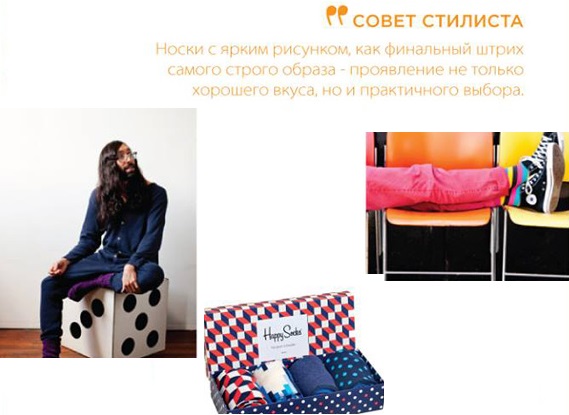 СОВЕТ СТИЛИСТА
Носки с ярким рисунком, как финальный штрих
самого строго образа - проявление не только
хорошего вкуса, но и практичного выбора.
Happy Socks